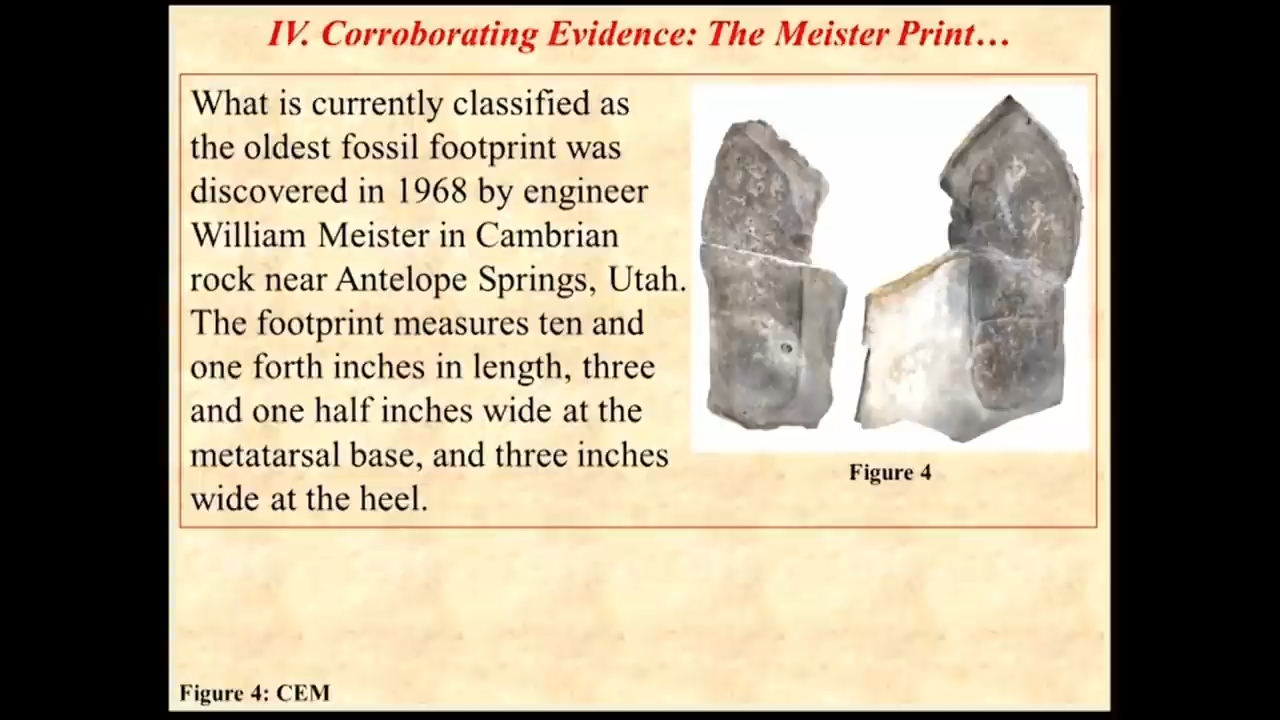 IV. Corroborating Evidence: The Meister Print…
What is currently classified as
the oldest fossil footprint was
discovered in 1968 by engineer
William Meister in Cambrian
rock near Antelope Springs, Utah.
The footprint measures ten and
one forth inches in length, three
and one half inches wide at the
metatarsal base, and three inches
wide at the heel.
Figure 4
Figure 4: CEM